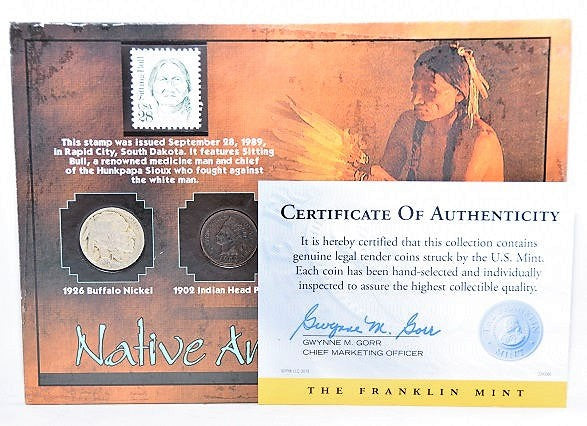 28
USA
Sitting Bull
This stamp was issued September 28, 1989,
in Rapid City, South Dakota. It features Sitting
Bull, a renowned medicine man and chief
of the Hunkpapa Sioux who fought against
the white man.
1926 Buffalo Nickel
1902 Indian Head P
Native Am
CERTIFICATE OF AUTHENTICITY
It is hereby certified that this collection contains
genuine legal tender coins struck by the U.S. Mint.
Each coin has been hand-selected and individually
inspected to assure the highest collectible quality.
Gwynne M. Gorr
GWYNNE M. GORR
CHIEF MARKETING OFFICER
THE FRANKLIN MINT